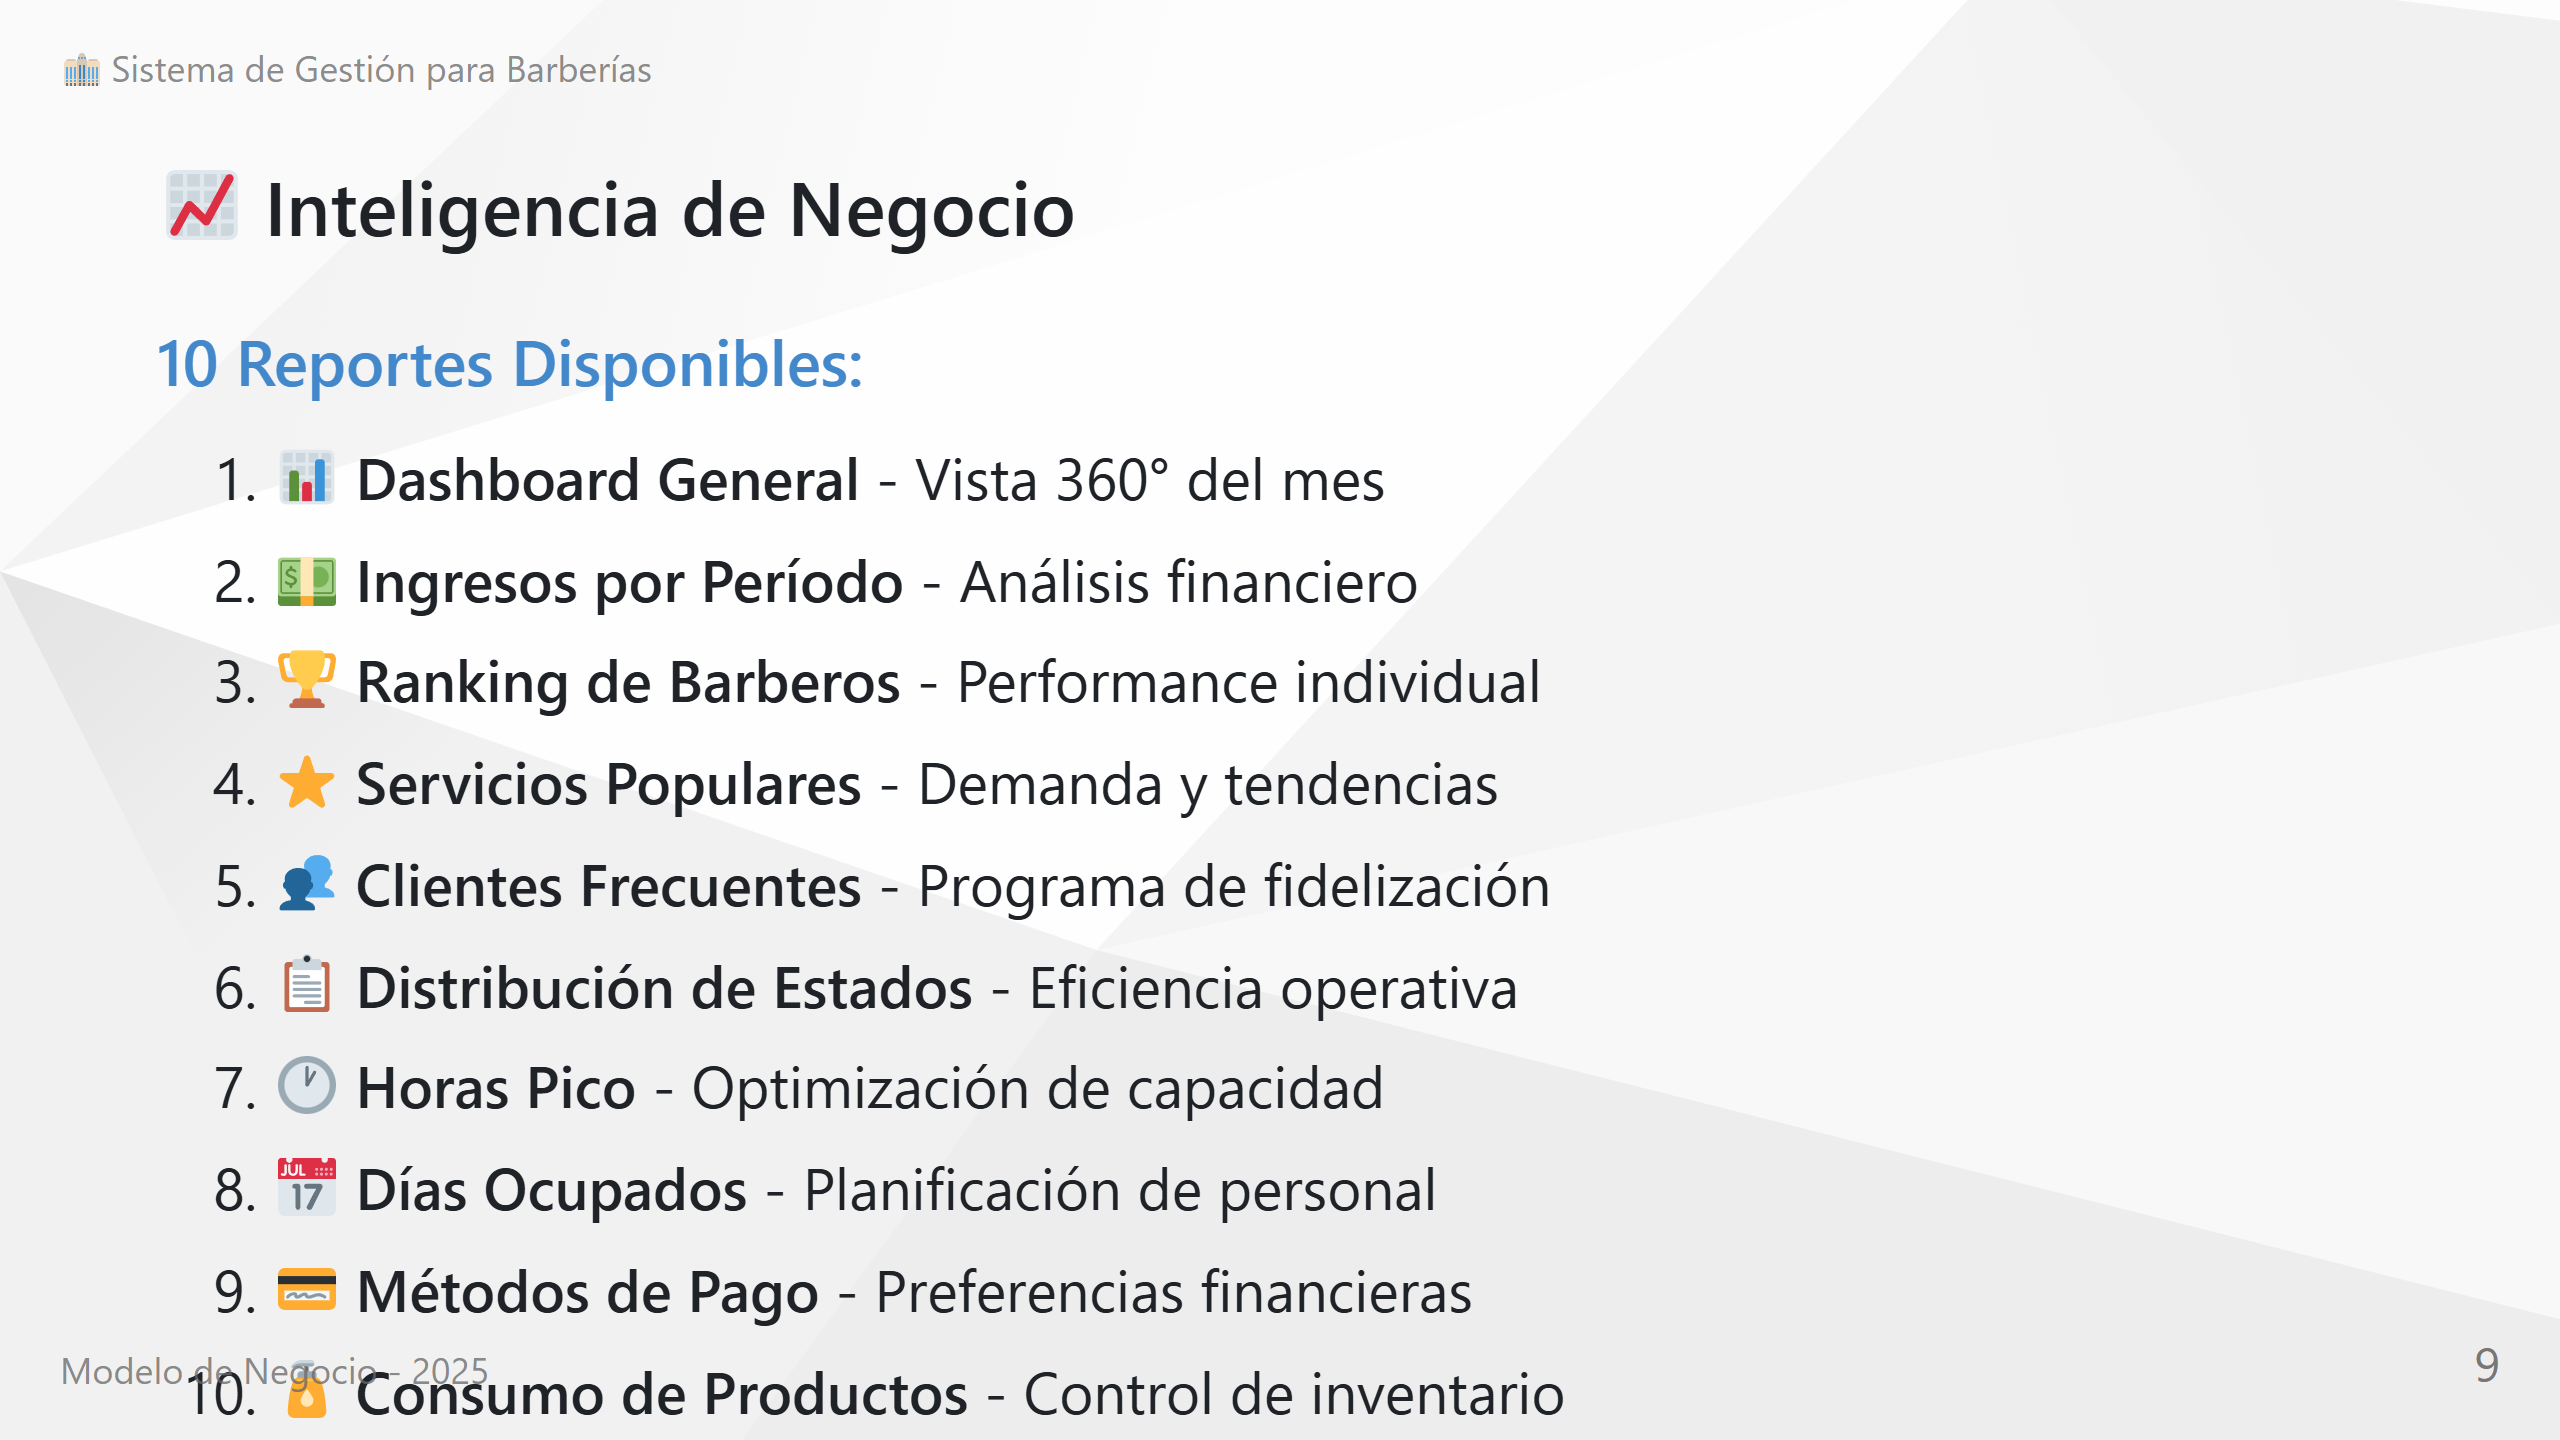 Sistema de Gestión para Barberías
Inteligencia de Negocio
10 Reportes Disponibles:
1. Dashboard General - Vista 360° del mes
2. Ingresos por Período - Análisis financiero
3. Ranking de Barberos - Performance individual
4. Servicios Populares - Demanda y tendencias
5. Clientes Frecuentes - Programa de fidelización
6. Distribución de Estados - Eficiencia operativa
7. Horas Pico - Optimización de capacidad
8. Días Ocupados - Planificación de personal
JUL
17
9. Métodos de Pago - Preferencias financieras
10. Consumo de Productos - Control de inventario
Modelo de Negocio - 2025
9